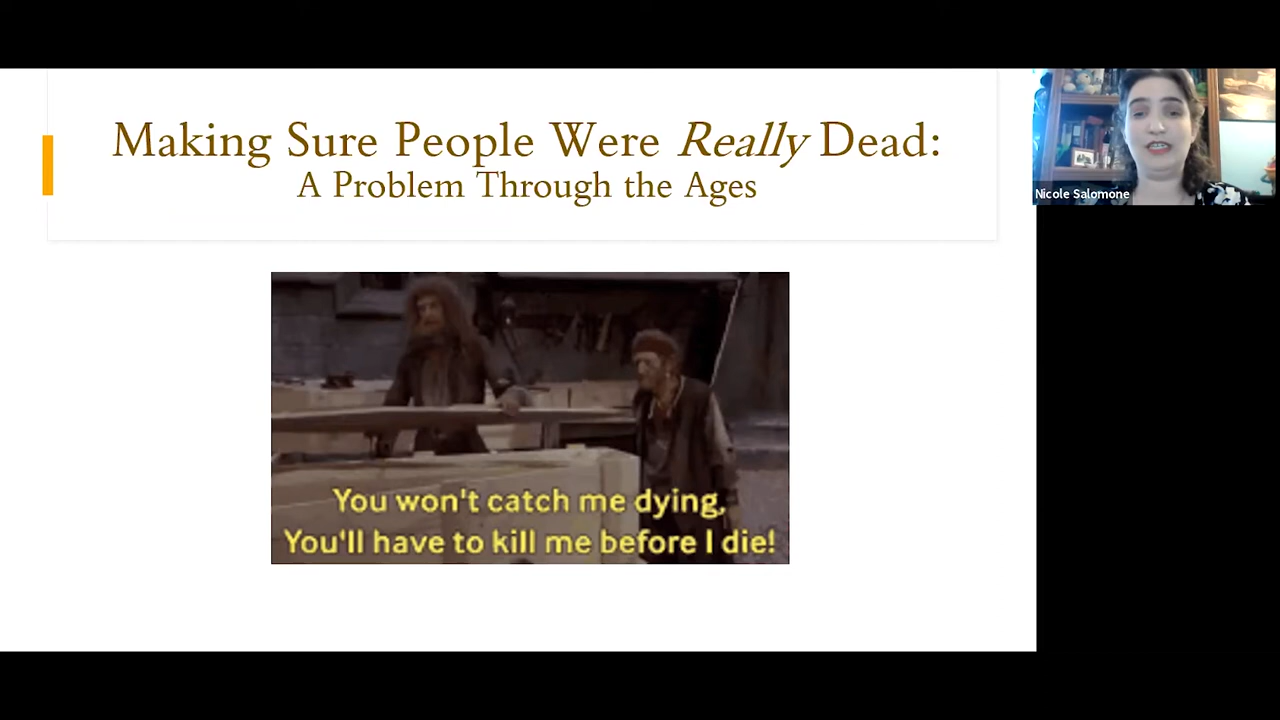 Making Sure People Were Really Dead:
A Problem Through the Ages
Nicole Salomone
You won't catch me dying,
You'll have to kill me before I die!